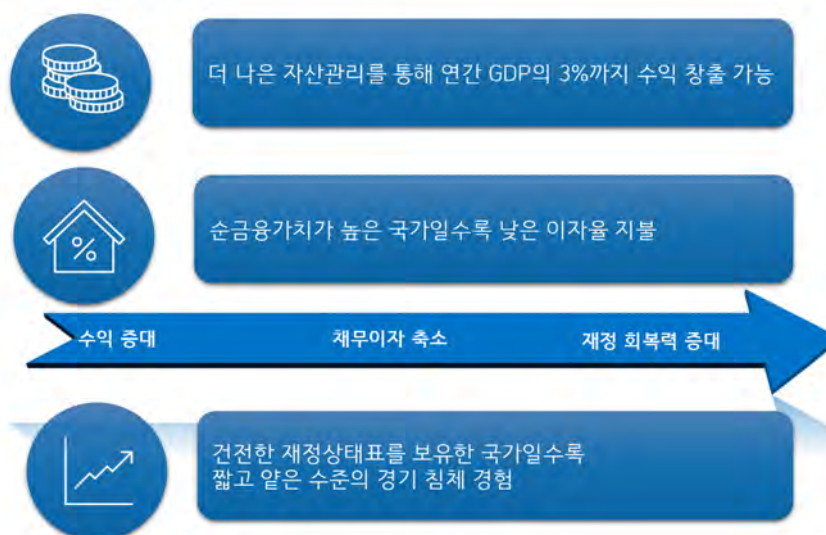 더 나은 자산관리를 통해 연간 GDP의 3%까지 수익 창출 가능
%
순금융가치가 높은 국가일수록 낮은 이자율 지불
수익 증대
채무이자 축소
재정 회복력 증대
건전한 재정상태표를 보유한 국가일수록
짧고 얕은 수준의 경기 침체 경험